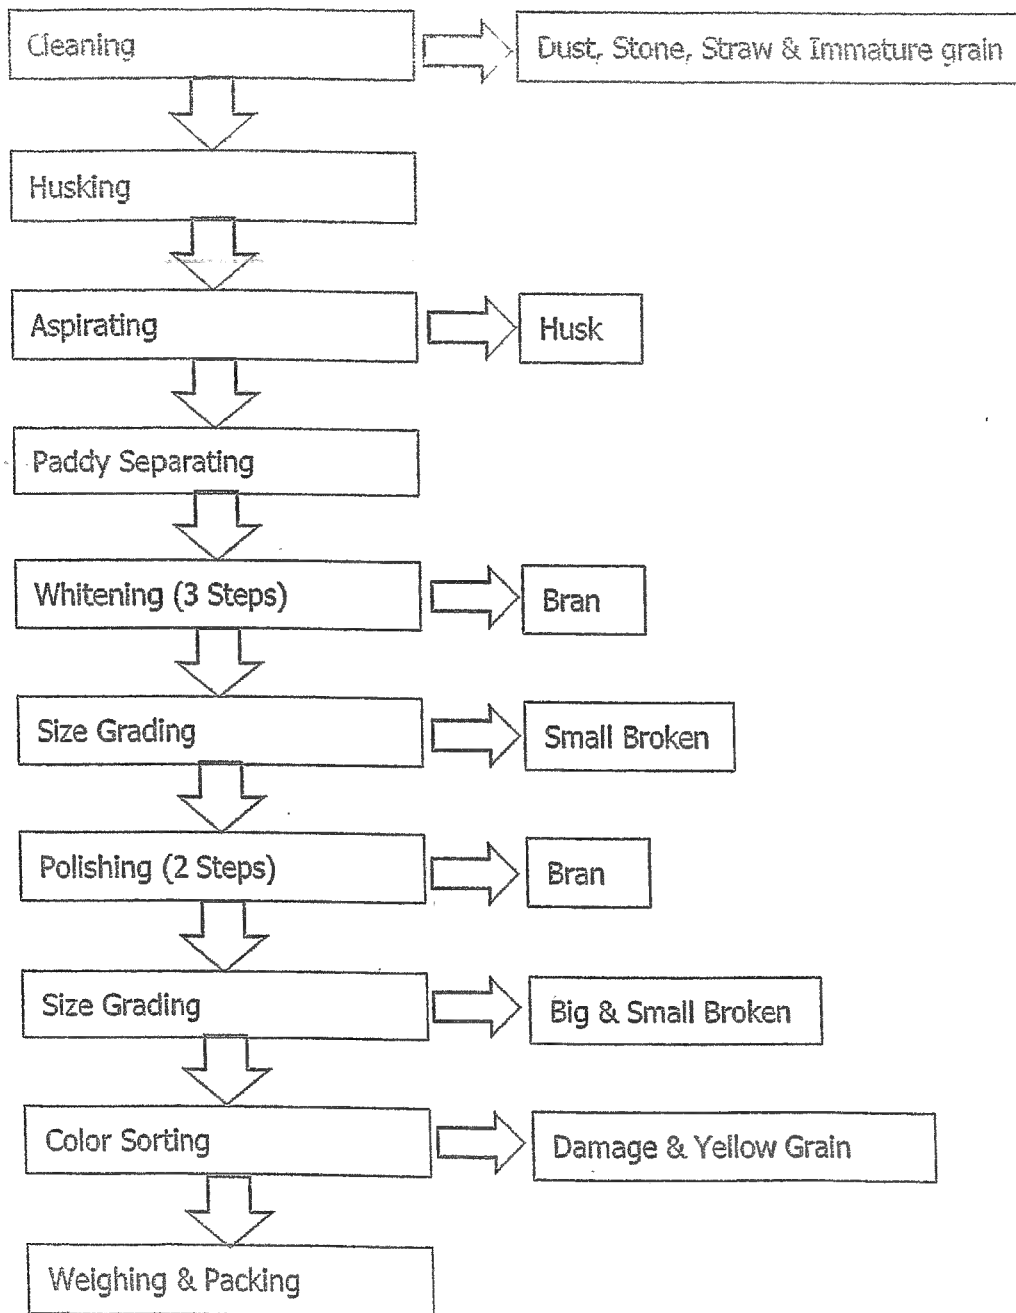 Cleaning
Dust, Stone, Straw & Immature grain
Husking
Aspirating
Husk
Paddy Separating
Whitening (3 Steps)
Bran
Size Grading
Small Broken
Polishing (2 Steps)
Bran
Size Grading
Big & Small Broken
Color Sorting
Damage & Yellow Grain
Weighing & Packing